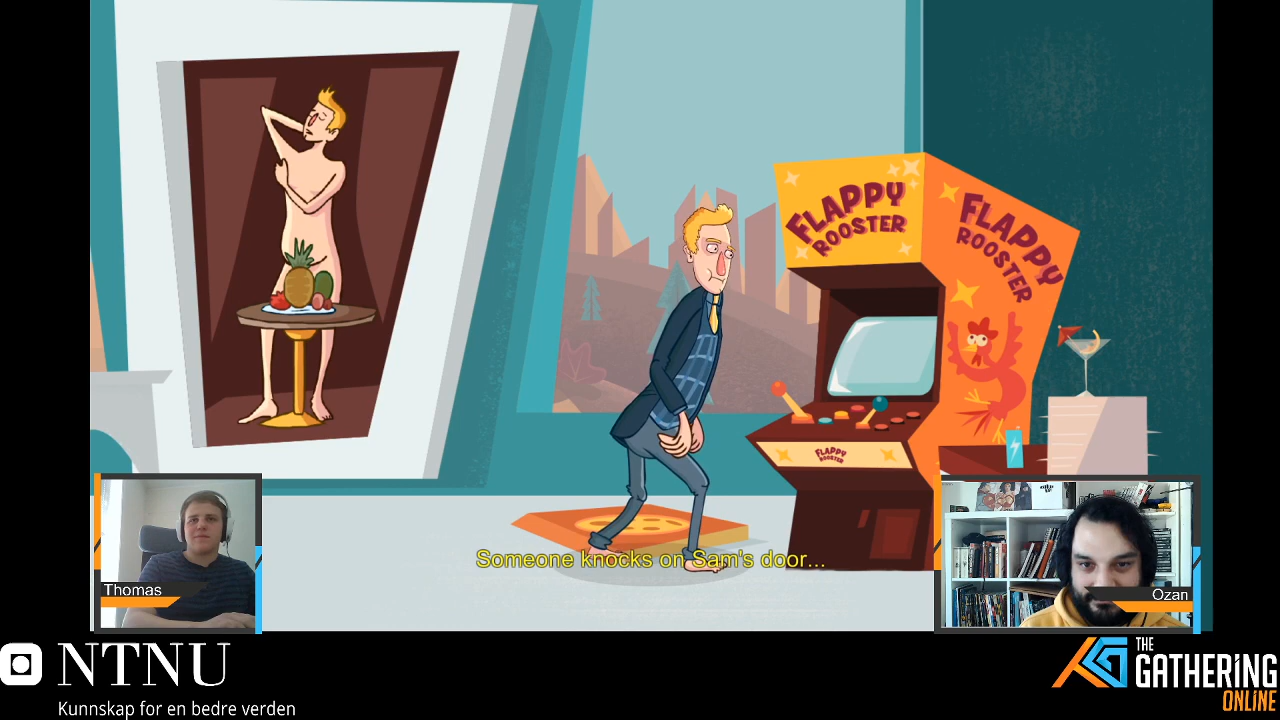 FLAPPY
ROOSTER
FLAPPY
ROOSTER
FLAPPY
ROOSTER
Someone knocks on Sam's door...
Thomas
Ozan
NTNU
Kunnskap for en bedre verden
THE
GATHERING
ONLINE